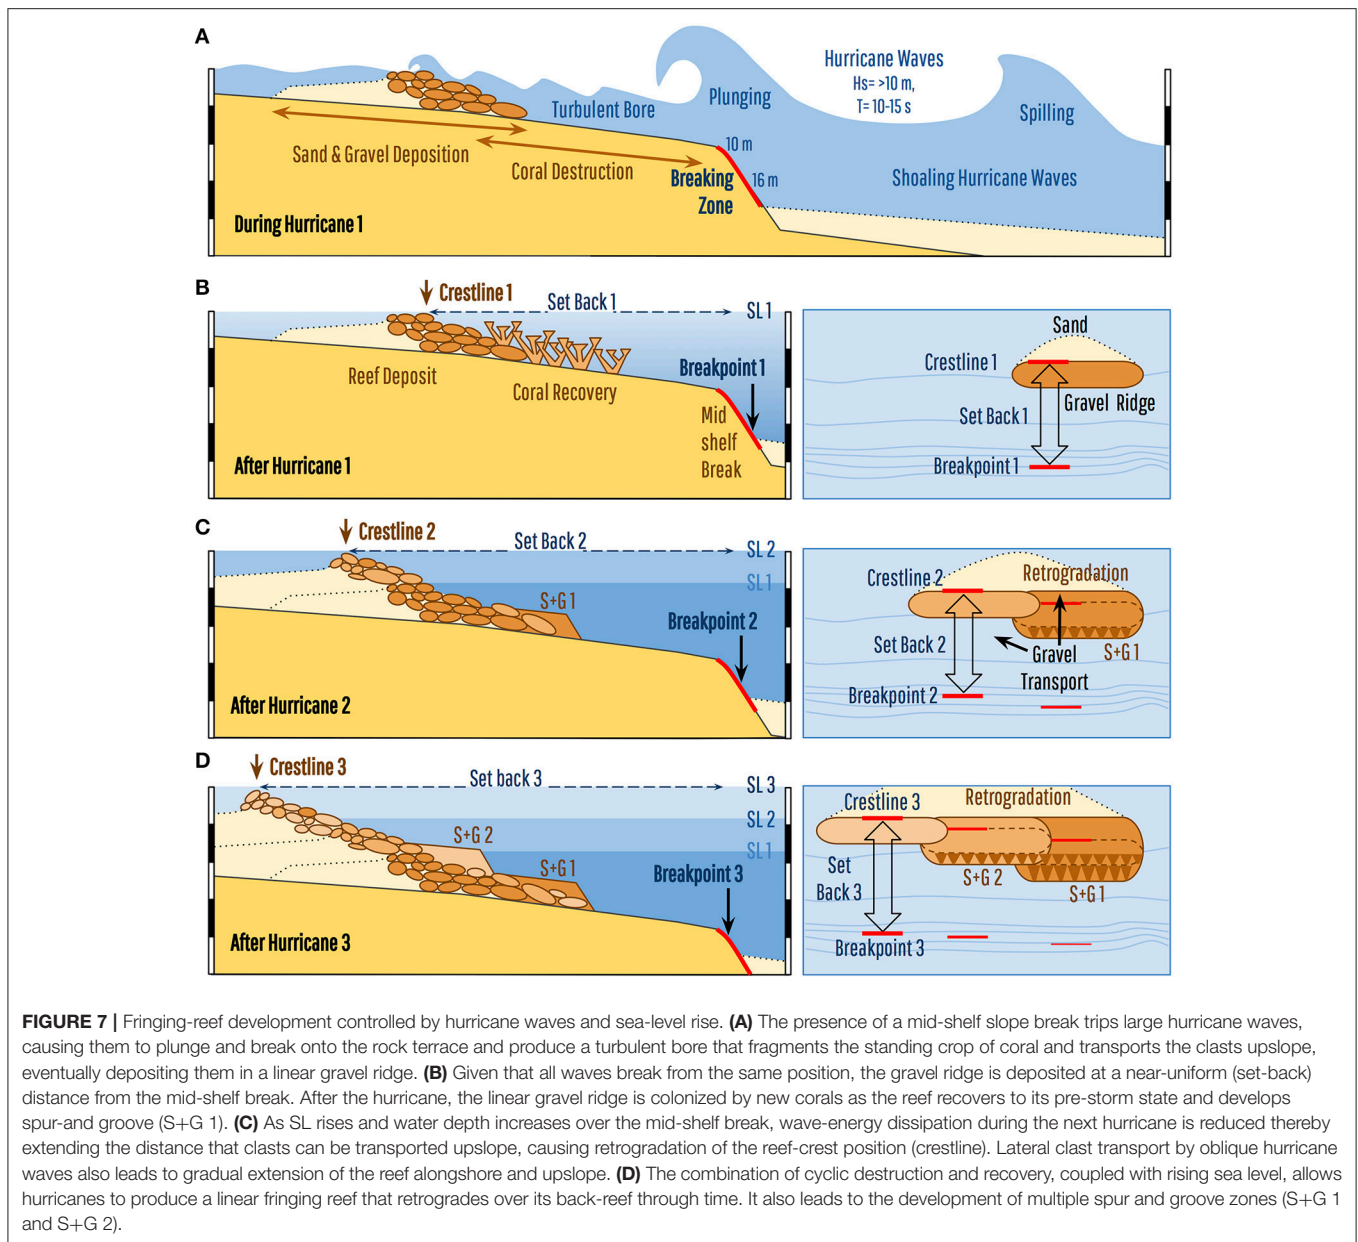 A
Hurricane Waves
Hs= >10 m,
T= 10-15 s
Plunging
Spilling
Turbulent Bore
10 m
Sand & Gravel Deposition
Coral Destruction
Breaking
Zone
16 m
Shoaling Hurricane Waves
During Hurricane 1
B
Crestline 1
Set Back 1
SL 1
Breakpoint 1
Reef Deposit
Coral Recovery
Mid
shelf
Break
After Hurricane 1
Sand
Crestline 1
Gravel Ridge
Set Back 1
Breakpoint 1
C
Crestline 2
Set Back 2
SL 2
SL 1
S+G 1
Breakpoint 2
After Hurricane 2
Crestline 2
Retrogradation
Set Back 2
Gravel
Transport
S+G 1
Breakpoint 2
D
Crestline 3
Set back 3
SL 3
SL 2
SL 1
S+G 2
S+G 1
Breakpoint 3
After Hurricane 3
Crestline 3
Retrogradation
Set
Back 3
S+G 2
S+G 1
Breakpoint 3
FIGURE 7 | Fringing-reef development controlled by hurricane waves and sea-level rise. (A) The presence of a mid-shelf slope break trips large hurricane waves,
causing them to plunge and break onto the rock terrace and produce a turbulent bore that fragments the standing crop of coral and transports the clasts upslope,
eventually depositing them in a linear gravel ridge. (B) Given that all waves break from the same position, the gravel ridge is deposited at a near-uniform (set-back)
distance from the mid-shelf break. After the hurricane, the linear gravel ridge is colonized by new corals as the reef recovers to its pre-storm state and develops
spur-and groove (S+G 1). (C) As SL rises and water depth increases over the mid-shelf break, wave-energy dissipation during the next hurricane is reduced thereby
extending the distance that clasts can be transported upslope, causing retrogradation of the reef-crest position (crestline). Lateral clast transport by oblique hurricane
waves also leads to gradual extension of the reef alongshore and upslope. (D) The combination of cyclic destruction and recovery, coupled with rising sea level, allows
hurricanes to produce a linear fringing reef that retrogrades over its back-reef through time. It also leads to the development of multiple spur and groove zones (S+G 1
and S+G 2).